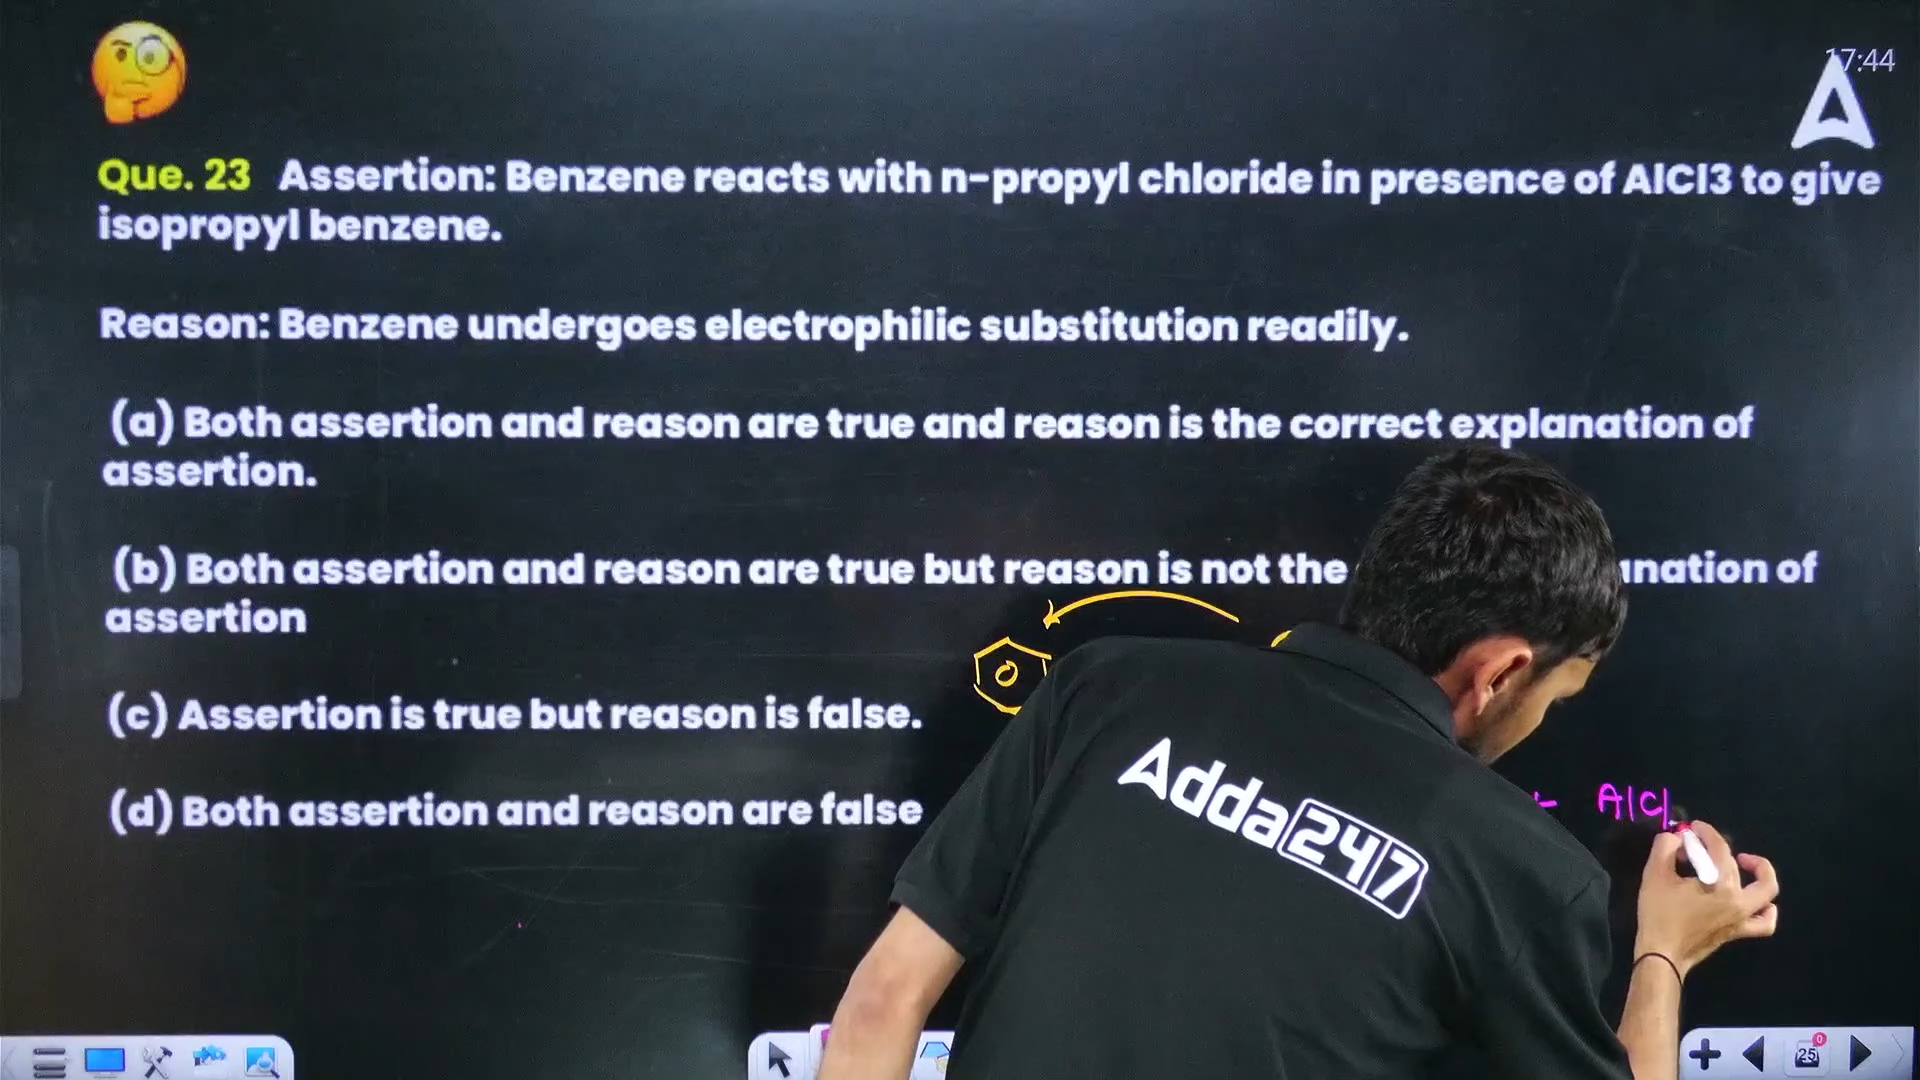 17:44
Que. 23 Assertion: Benzene reacts with n-propyl chloride in presence of AlCl3 to give
isopropyl benzene.
Reason: Benzene undergoes electrophilic substitution readily.
(a) Both assertion and reason are true and reason is the correct explanation of
assertion.
(b) Both assertion and reason are true but reason is not the nation of
assertion
(c) Assertion is true but reason is false.
(d) Both assertion and reason are false
+ AlCl
Adda247
25
0